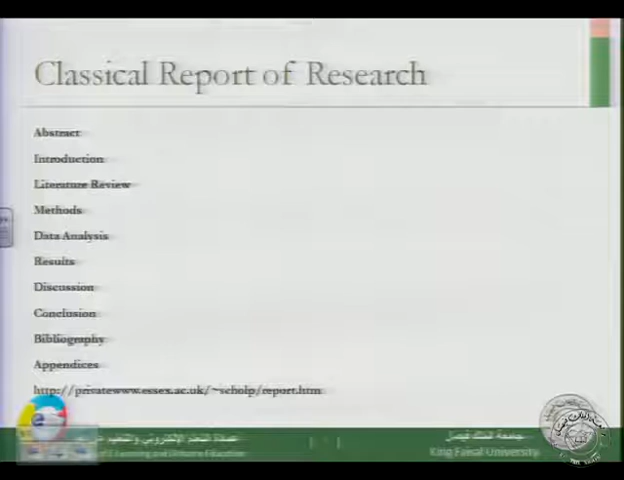 Classical Report of Research
Abstract
Introduction
Literature Review
Methods
Data Analysis
Results
Discussion
Conclusion
Bibliography
Appendices
http://privatewww.essex.ac.uk/~scholp/report.htm
عمادة التعلم الإلكتروني والتعليم عن بعد
Learning and Distance Education
جامعة الملك فيصل
King Faisal University